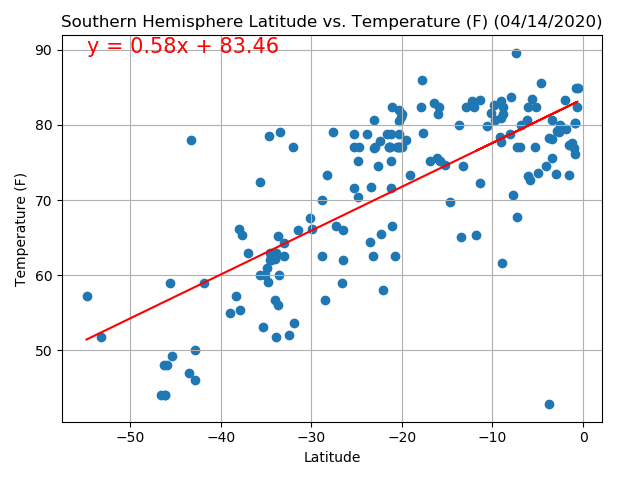 Southern Hemisphere Latitude vs. Temperature (F) (04/14/2020)
y = 0.58x + 83.46
90
80
70
60
50
Temperature (F)
−50 −40 −30 −20 −10 0
Latitude